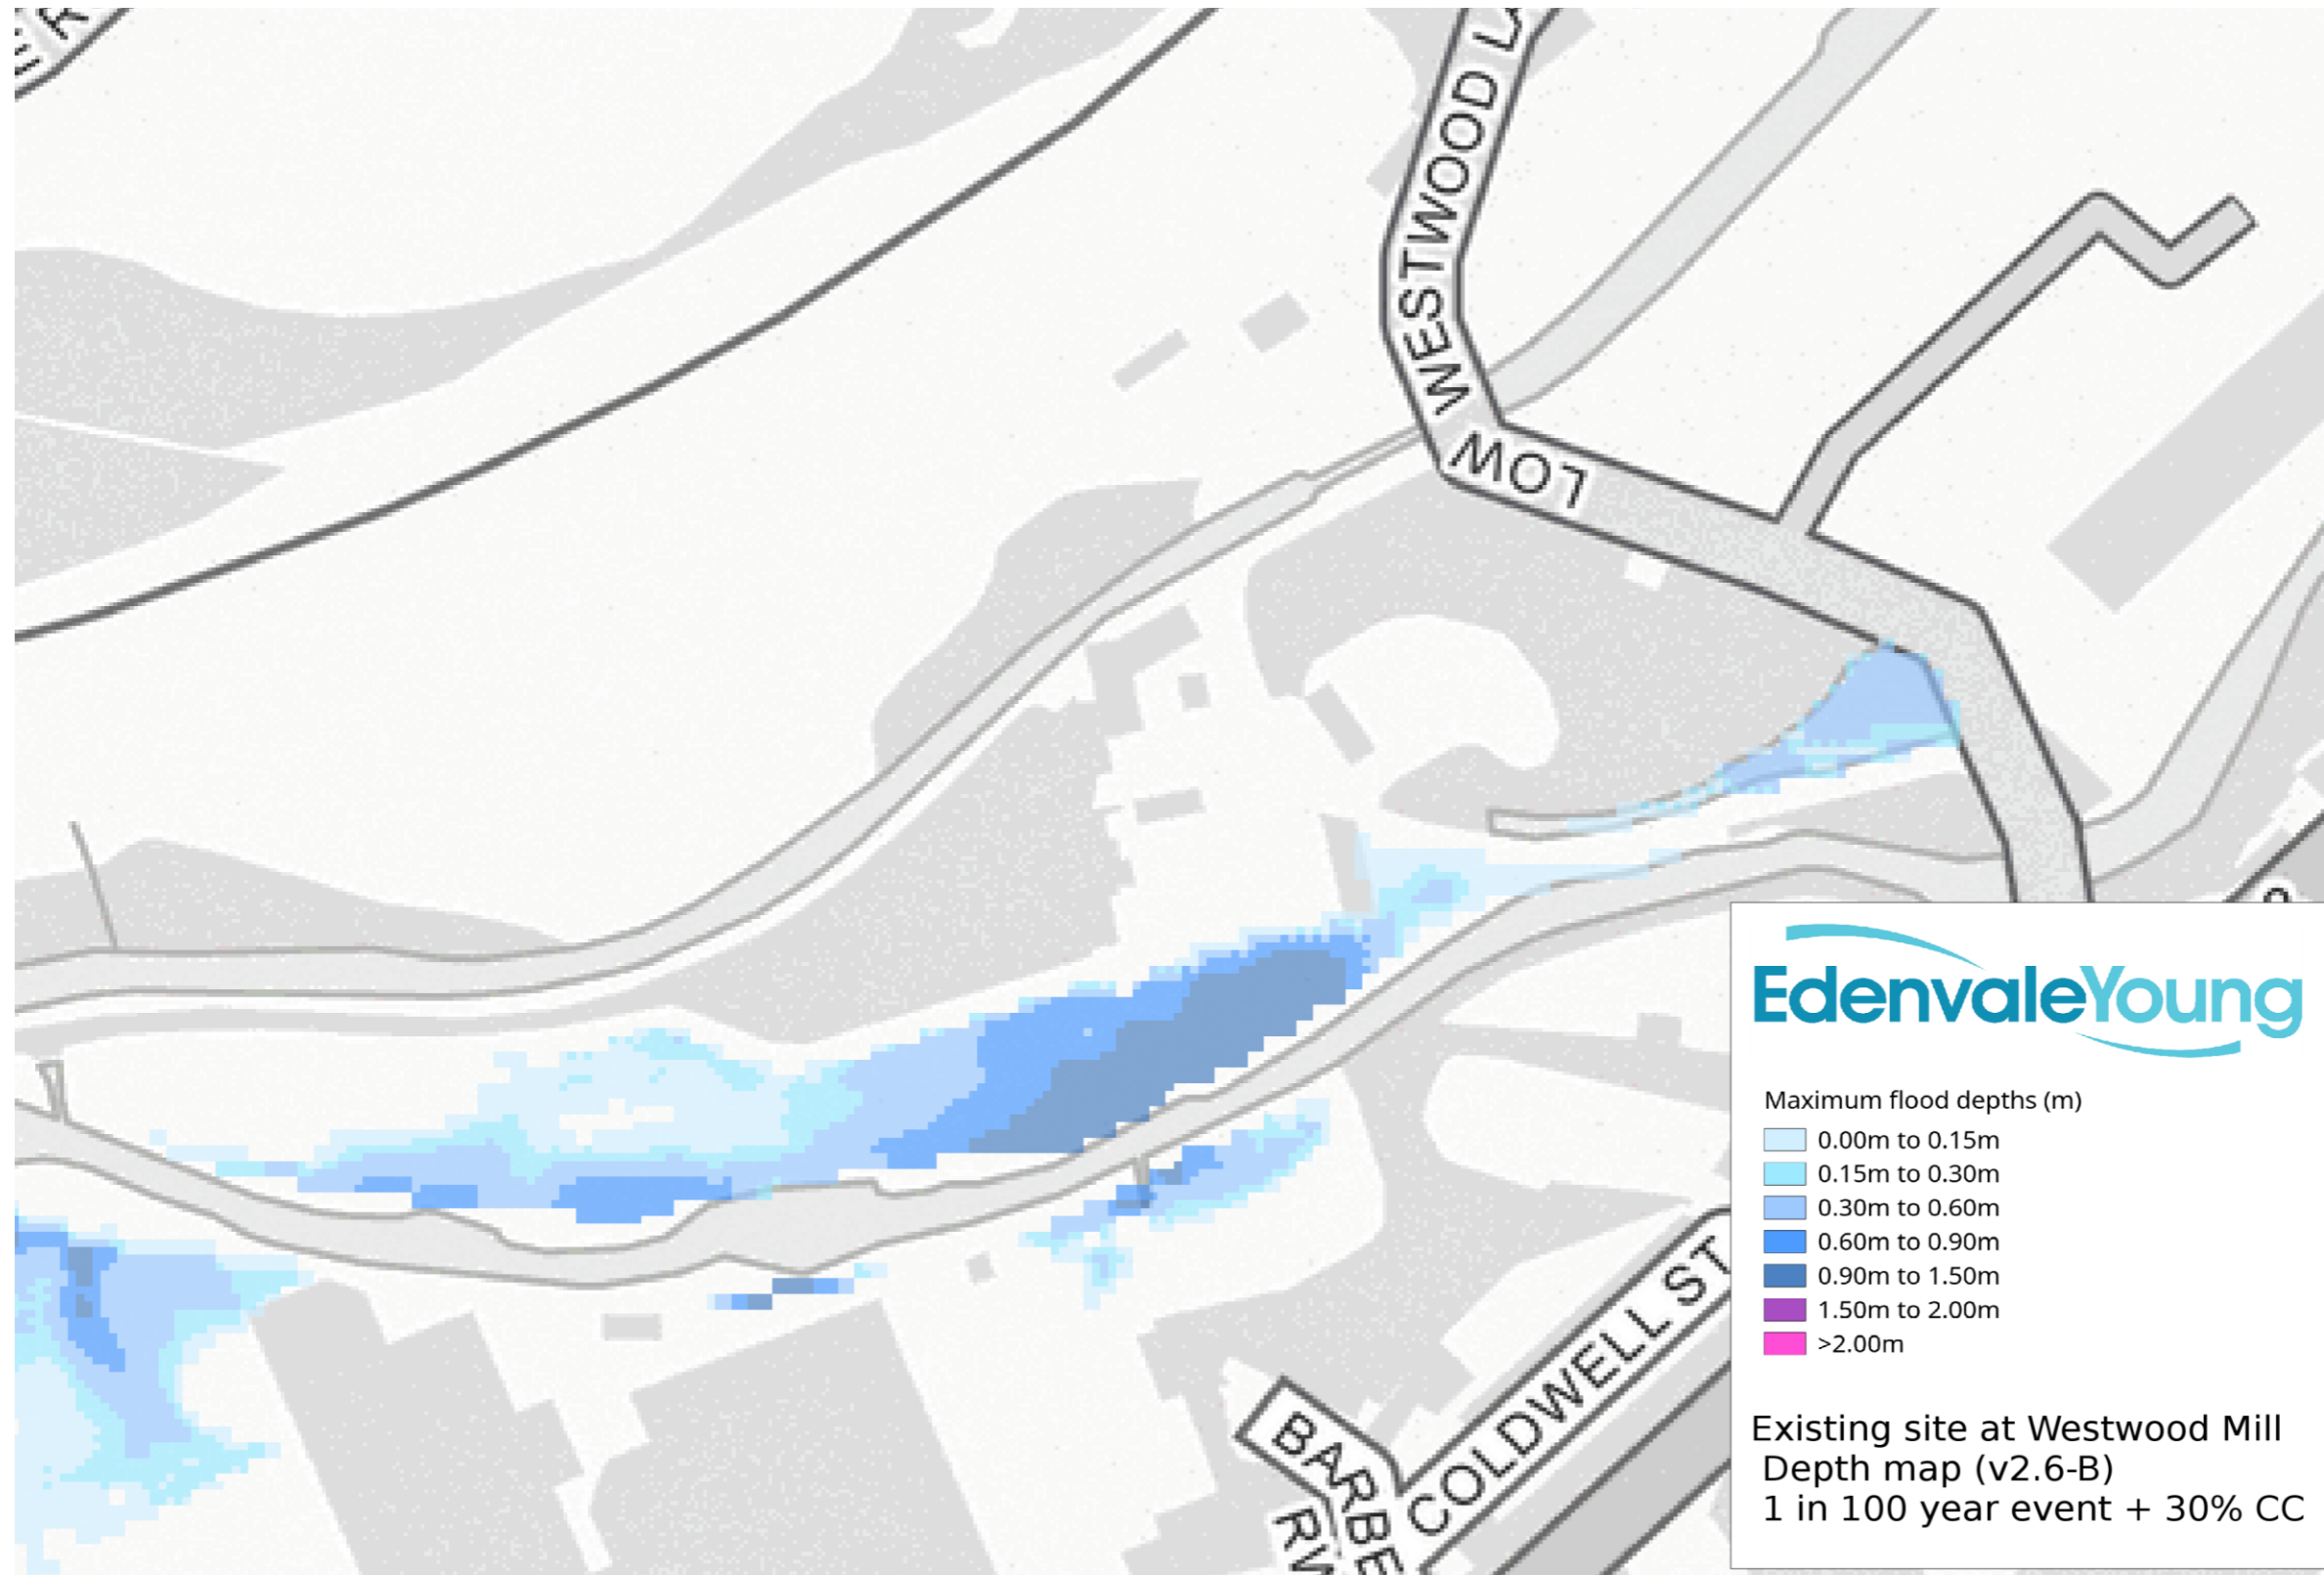 WESTWOOD
LOW
EdenvaleYoung
Maximum flood depths (m)
0.00m to 0.15m
0.15m to 0.30m
0.30m to 0.60m
0.60m to 0.90m
0.90m to 1.50m
1.50m to 2.00m
>2.00m
COLDWELL ST
Existing site at Westwood Mill
Depth map (v2.6-B)
1 in 100 year event + 30% CC
BARBE